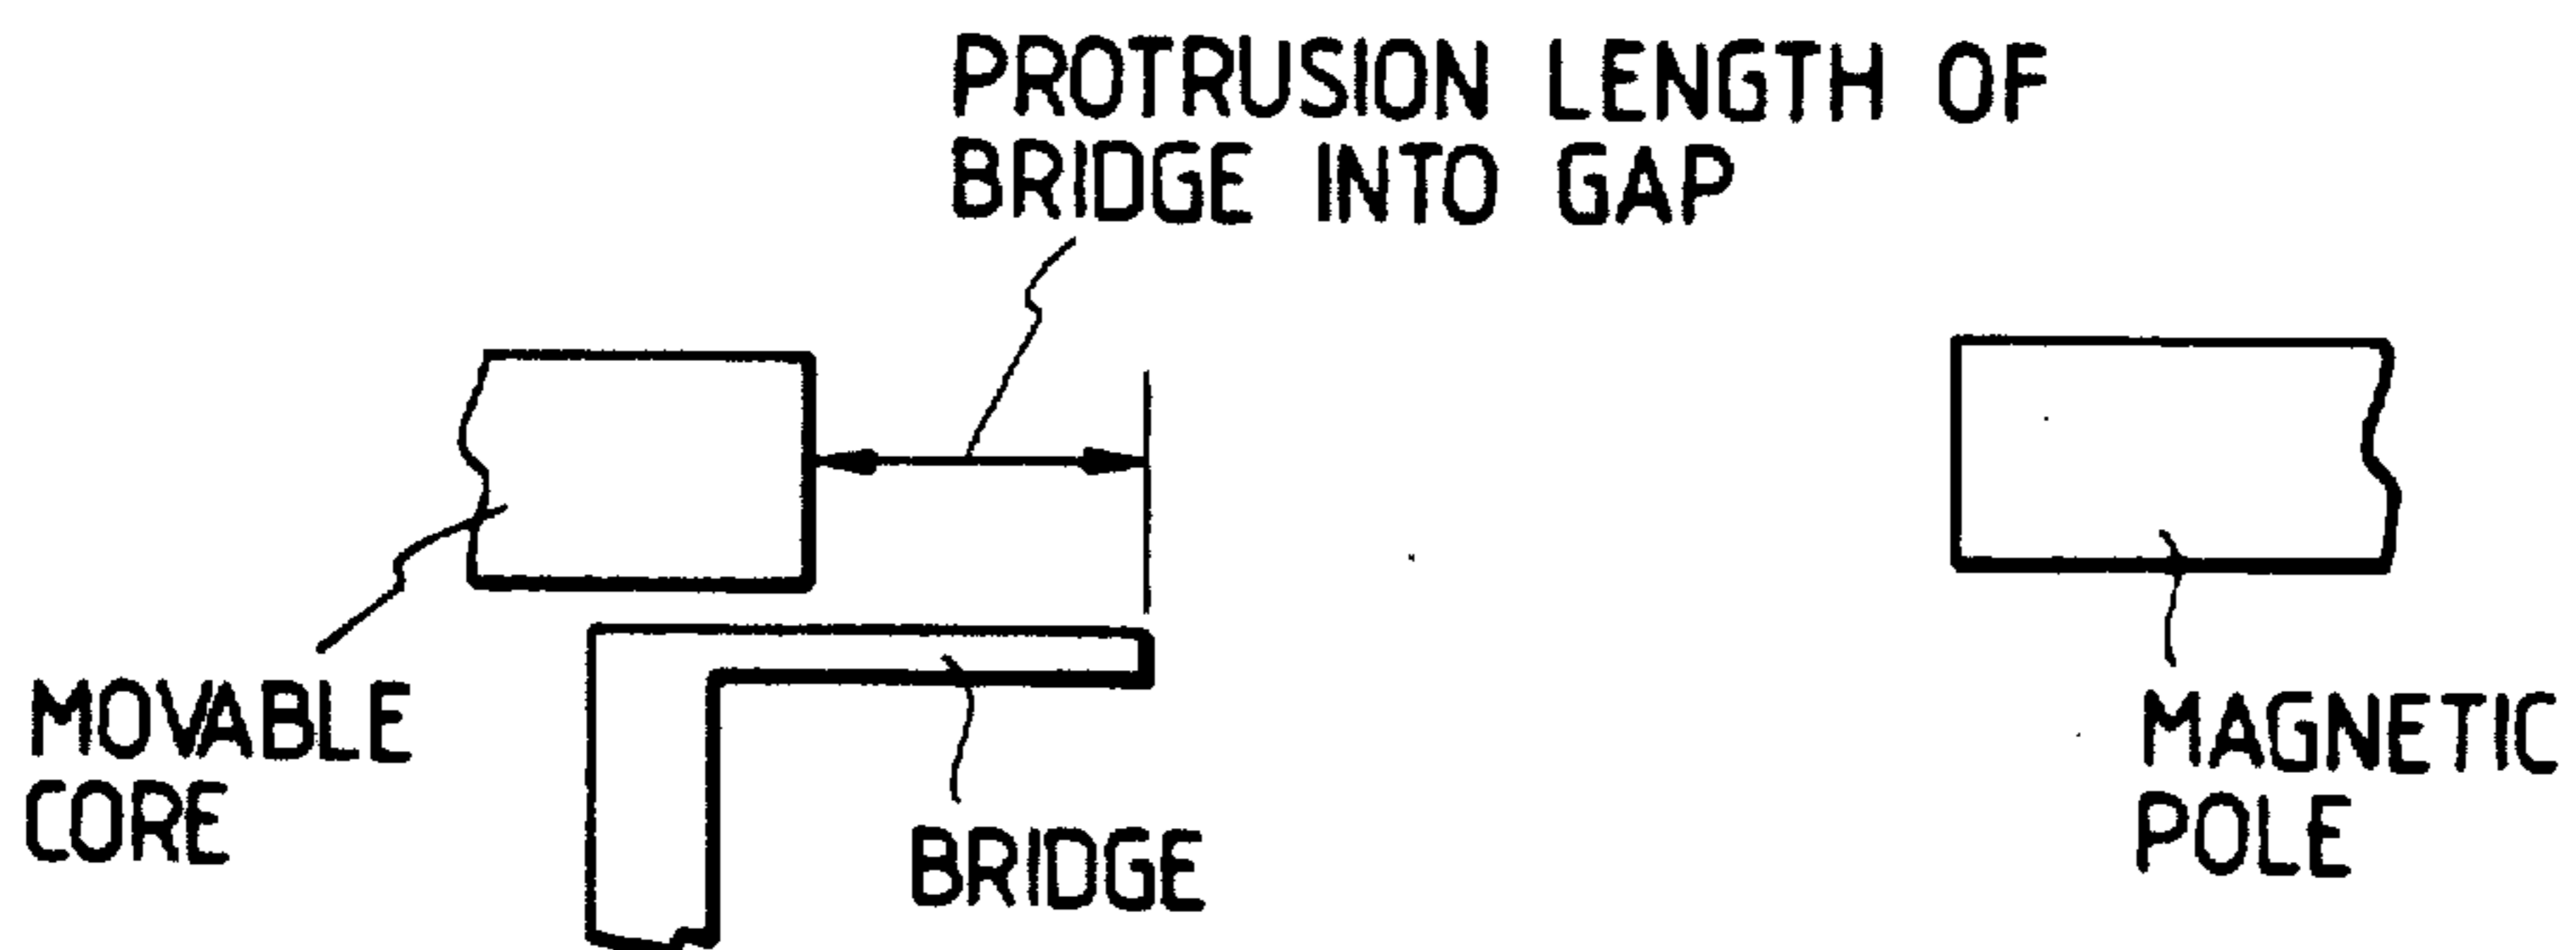 PROTRUSION LENGTH OF
BRIDGE INTO GAP
MOVABLE
CORE
BRIDGE
MAGNETIC
POLE